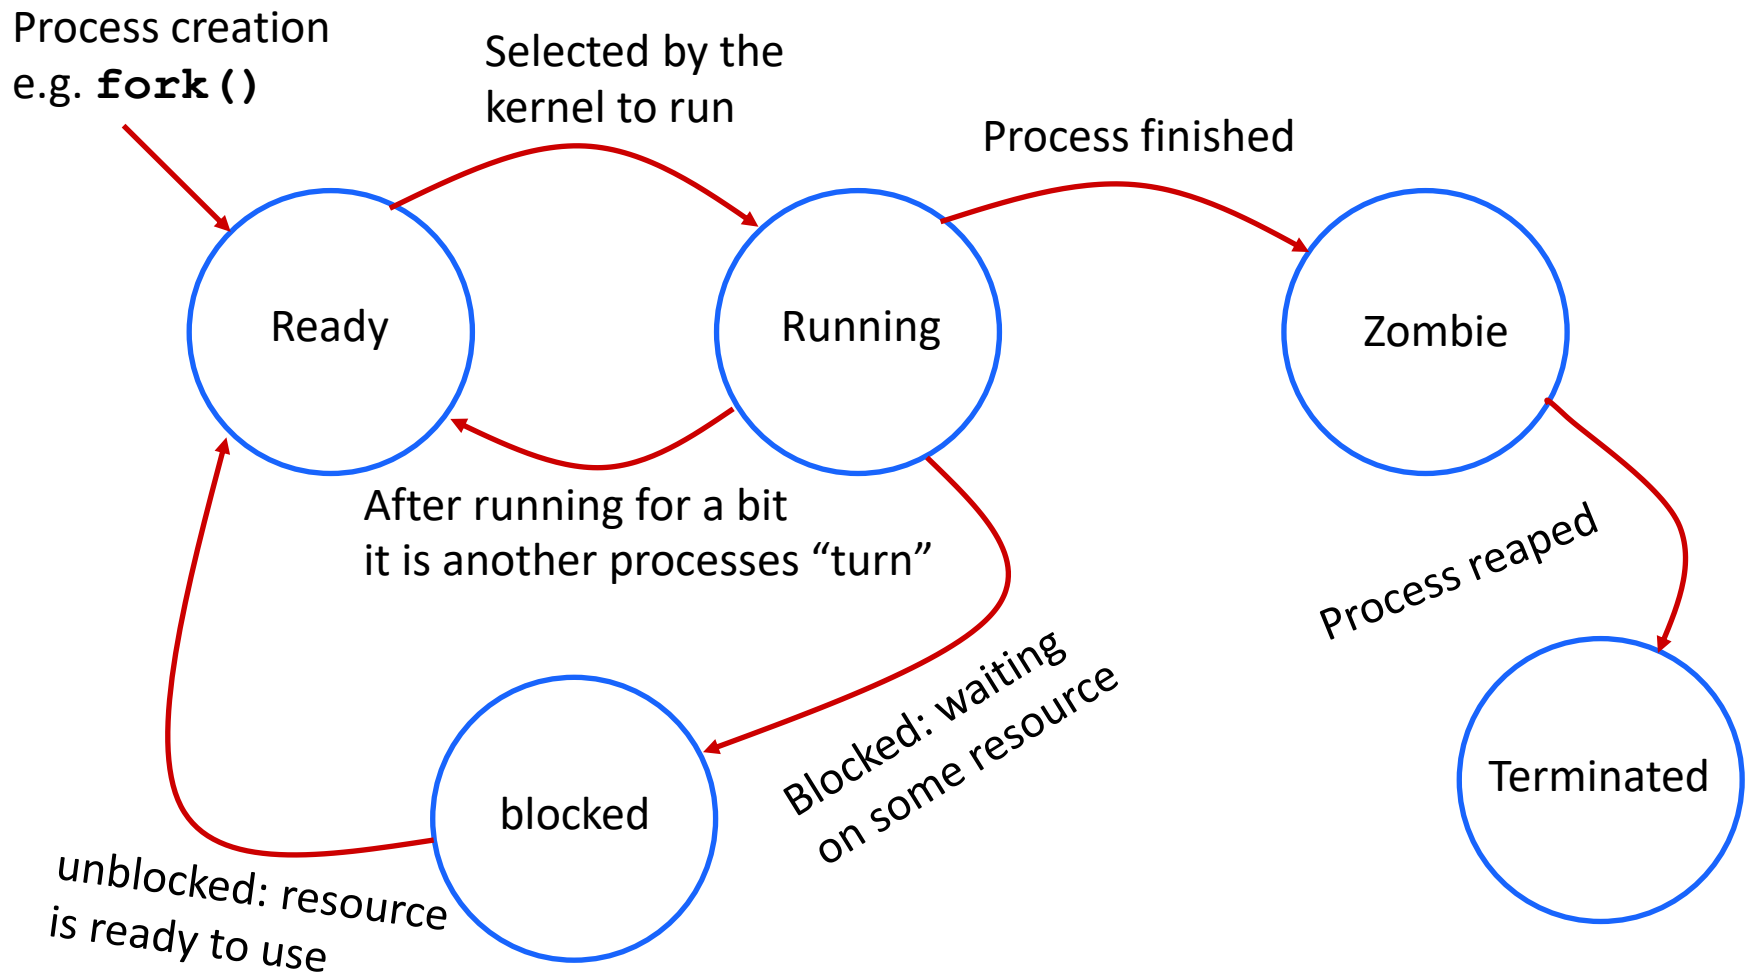 Process creation
e.g. fork()
Selected by the
kernel to run
Process finished
Ready
Running
Zombie
After running for a bit
it is another processes “turn”
Process reaped
Blocked: waiting
on some resource
blocked
Terminated
unblocked: resource
is ready to use